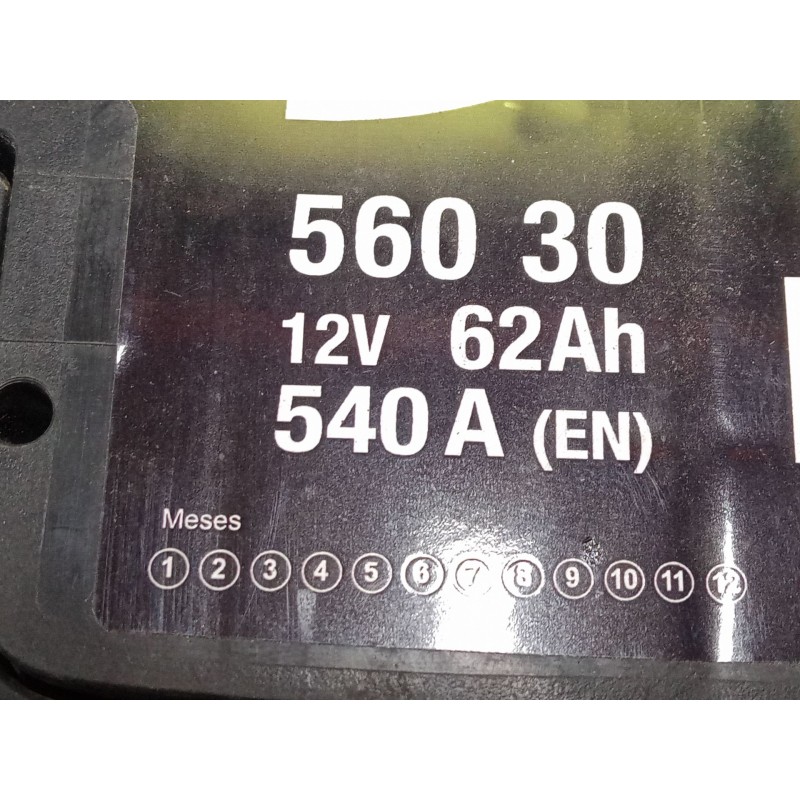 560 30
12V 62Ah
540 A (EN)
Meses
1 2 3 4 5 6 7 8 9 10 11 12